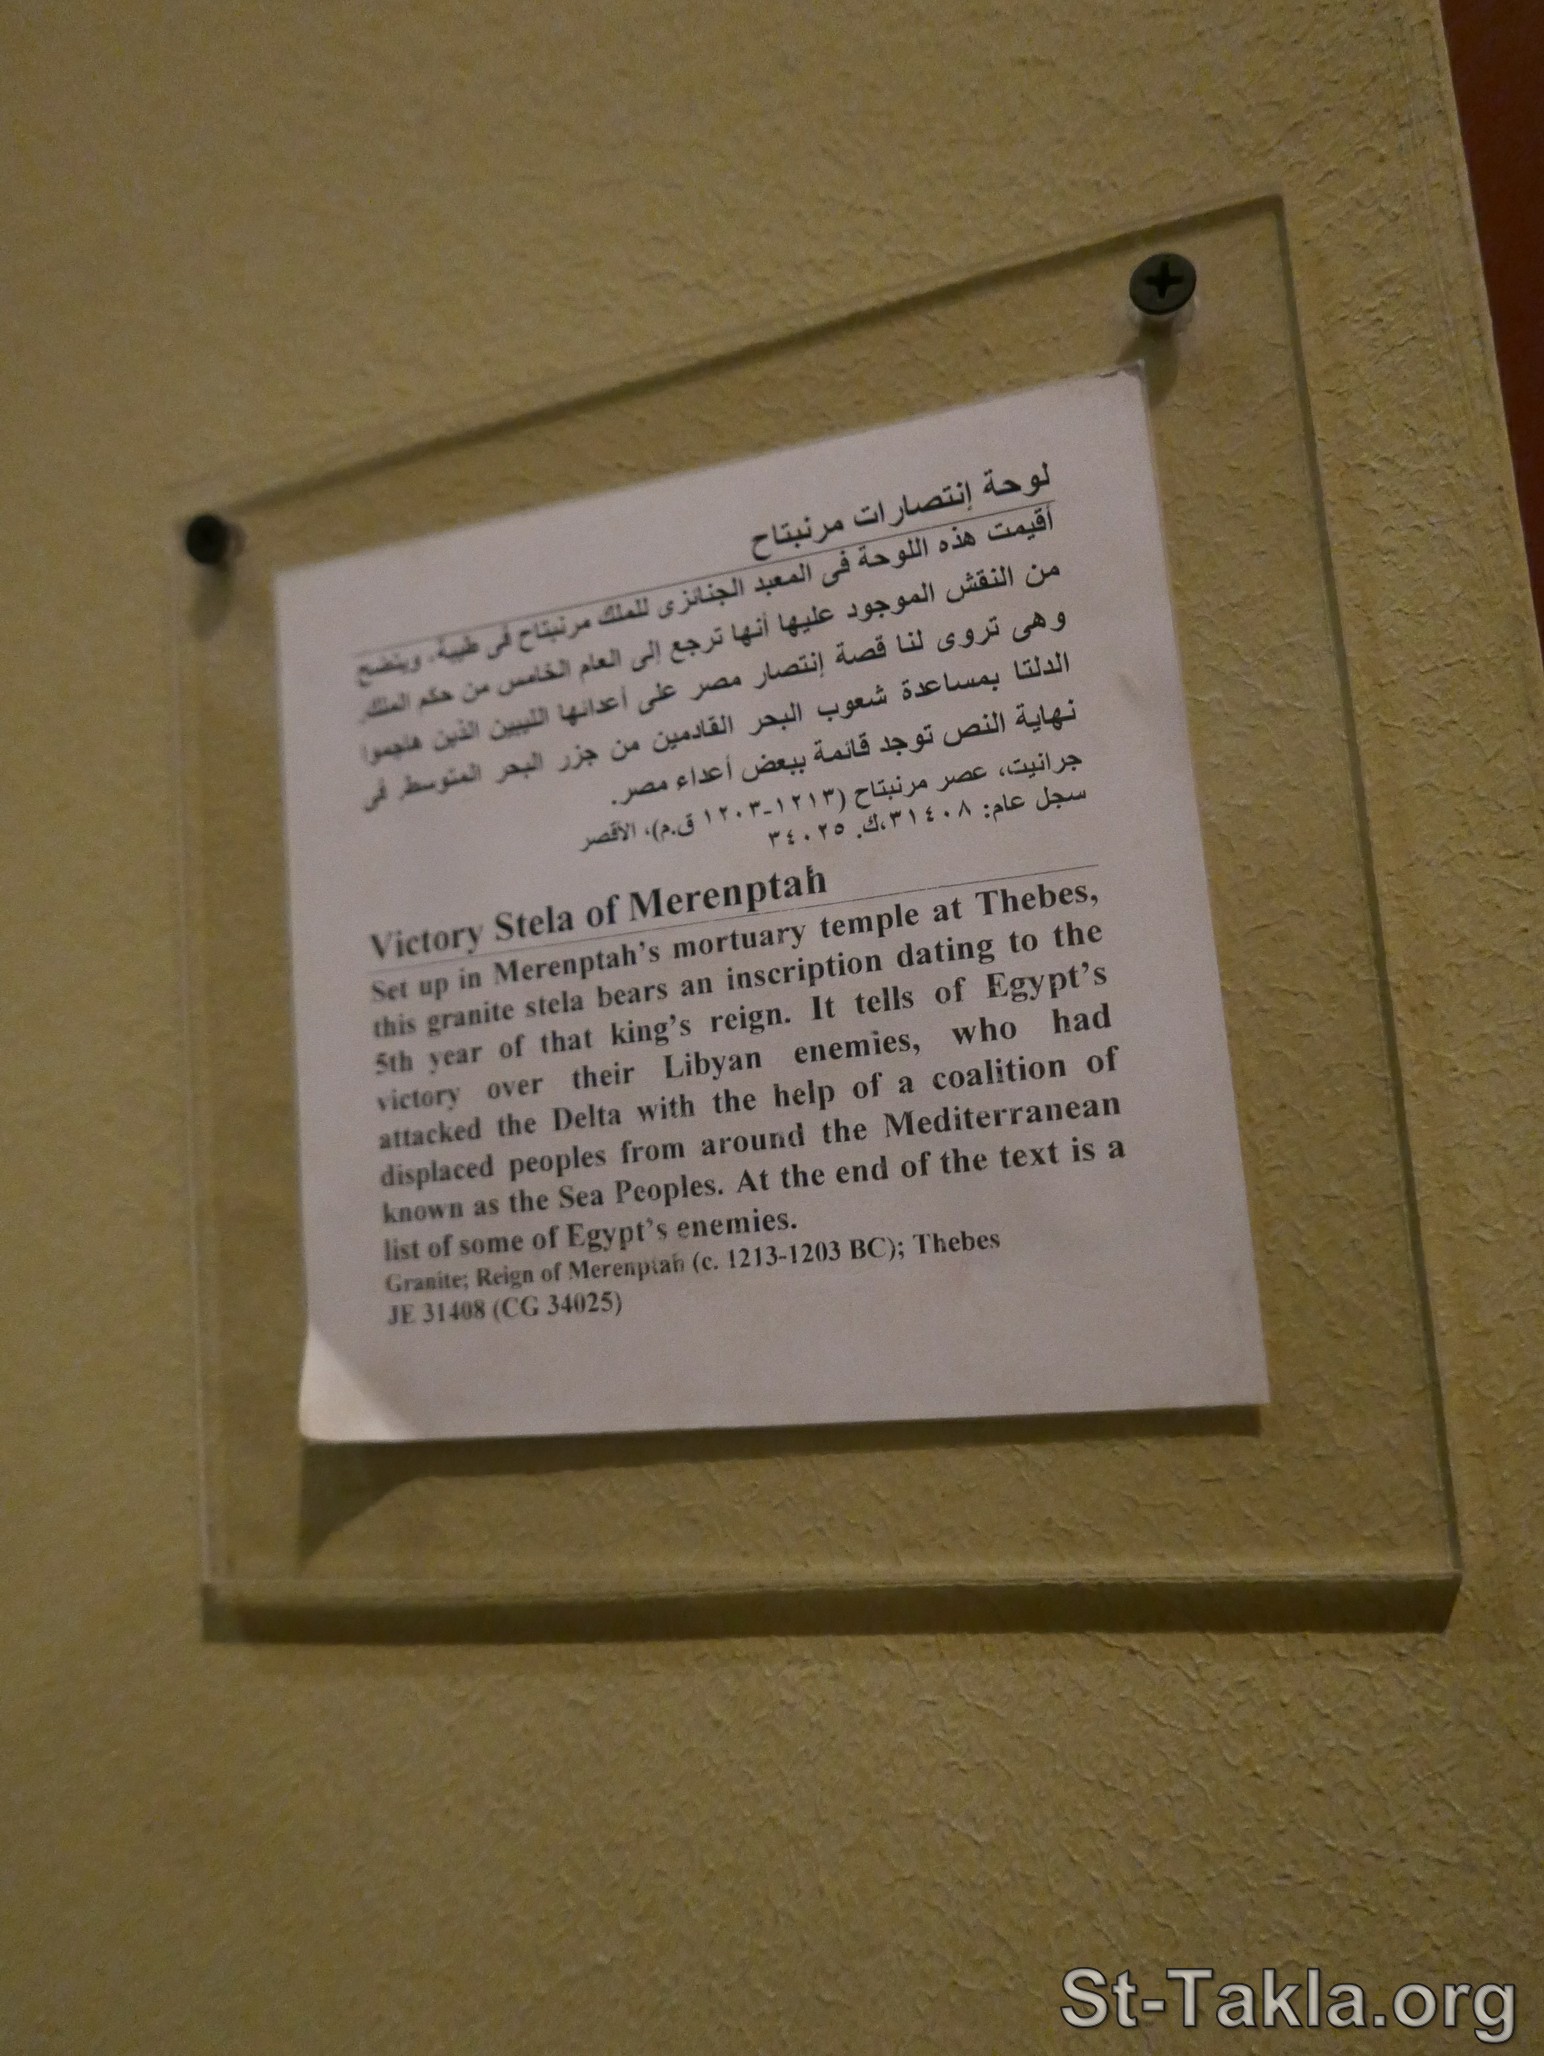 لوحة إنتصارات مرنبتاح
أقيمت هذه اللوحة فى المعبد الجنائزى للملك مرنبتاح فى طيبة. ويتضح
من النقش الموجود عليها أنها ترجع إلى العام الخامس من حكم الملك
وهى تروى لنا قصة إنتصار مصر على أعدائها الليبين الذين هاجموا
الدلتا بمساعدة شعوب البحر القادمين من جزر البحر المتوسط. فى
نهاية النص توجد قائمة ببعض أعداء مصر.
جرانيت، عصر مرنبتاح (١٢١٣-١٢٠٣ ق.م)، الأقصر
سجل عام: ٣١٤٠٨،ك. ٣٤٠٢٥
Victory Stela of Merenptah
Set up in Merenptah's mortuary temple at Thebes,
this granite stela bears an inscription dating to the
5th year of that king's reign. It tells of Egypt's
victory over their Libyan enemies, who had
attacked the Delta with the help of a coalition of
displaced peoples from around the Mediterranean
known as the Sea Peoples. At the end of the text is a
list of some of Egypt's enemies.
Granite; Reign of Merenptah (c. 1213-1203 BC); Thebes
JE 31408 (CG 34025)
St-Takla.org